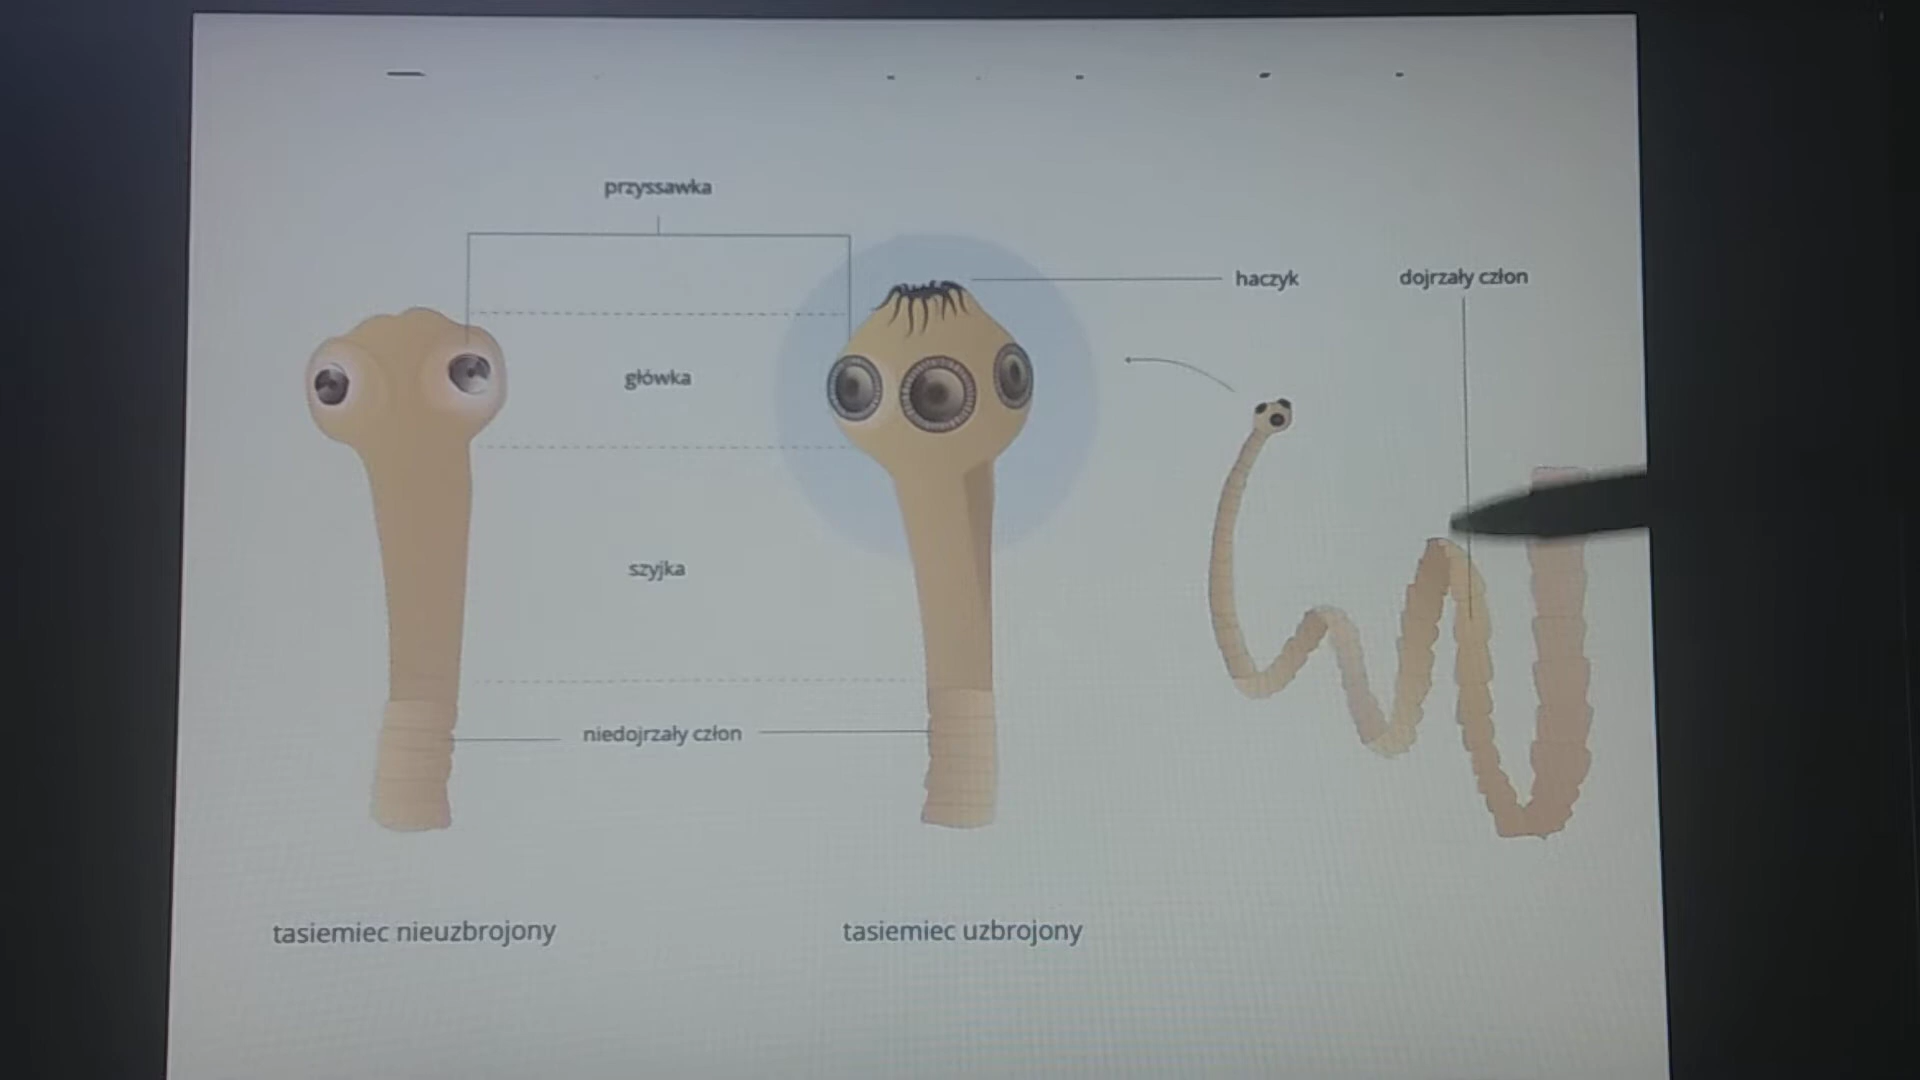 przyssawka
haczyk
dojrzały człon
główka
szyjka
niedojrzały człon
tasiemiec nieuzbrojony
tasiemiec uzbrojony